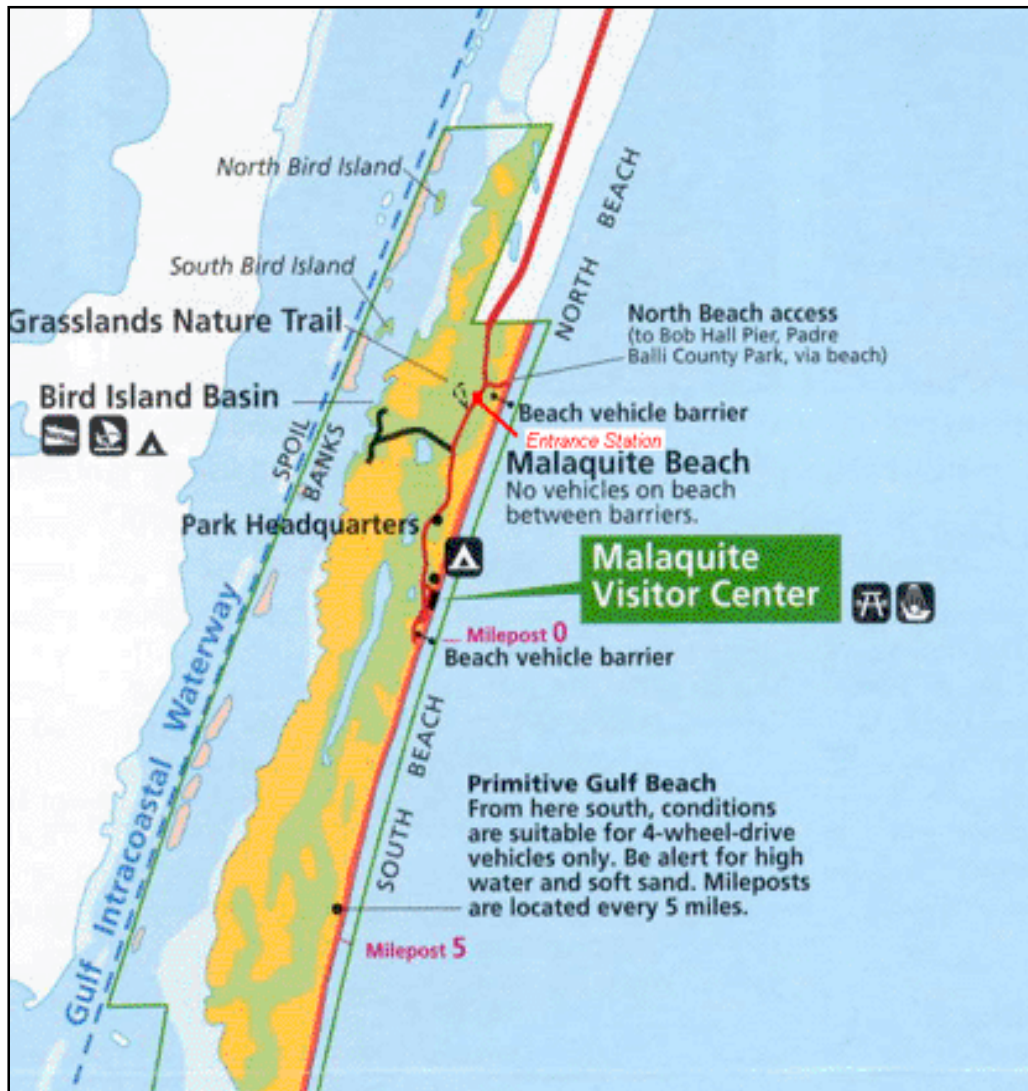 North Bird Island
South Bird Island
Grasslands Nature Trail
Bird Island Basin
SPOIL
BANKS
NORTH BEACH
North Beach access
(to Bob Hall Pier, Padre
Balli County Park, via beach)
Beach vehicle barrier
Entrance Station
Malaquite Beach
No vehicles on beach
between barriers.
Park Headquarters
Malaquite
Visitor Center
Milepost 0
Beach vehicle barrier
Gulf Intracoastal Waterway
SOUTH BEACH
Primitive Gulf Beach
From here south, conditions
are suitable for 4-wheel-drive
vehicles only. Be alert for high
water and soft sand. Mileposts
are located every 5 miles.
Milepost 5